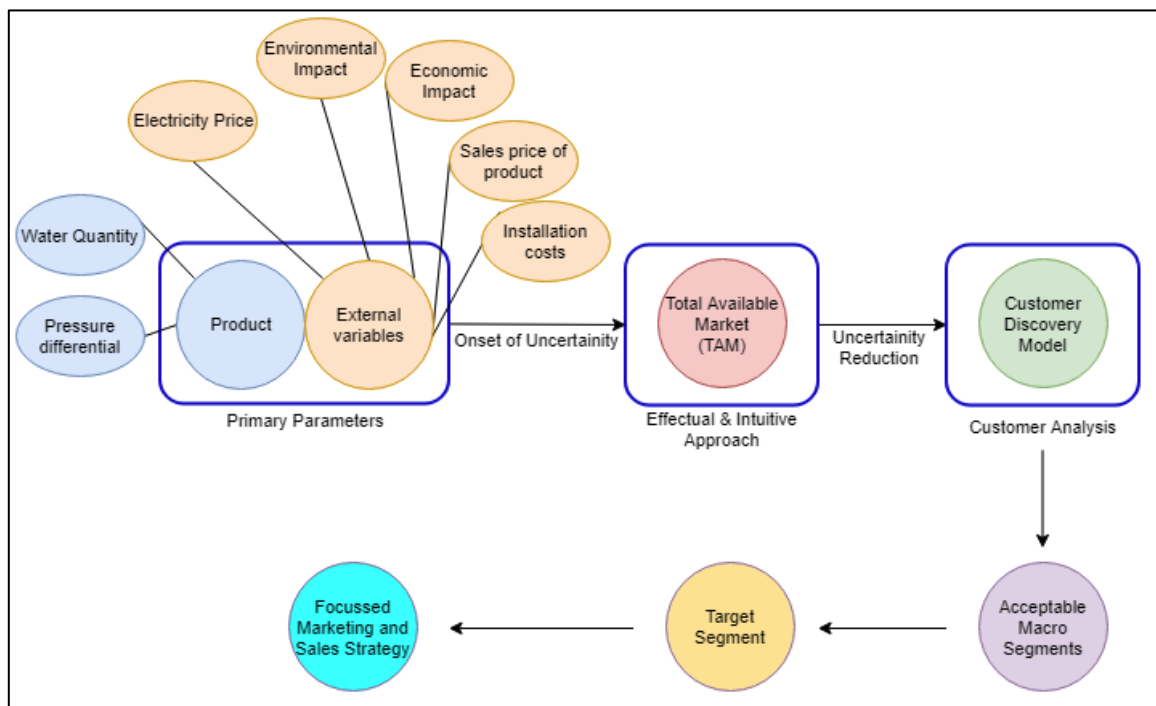 Environmental
Impact
Economic
Impact
Electricity Price
Sales price of
product
Installation
costs
Water Quantity
Pressure
differential
Product
External
variables
Primary Parameters
Onset of Uncertainity
Total Available
Market
(TAM)
Effectual & Intuitive
Approach
Uncertainity
Reduction
Customer
Discovery
Model
Customer Analysis
Acceptable
Macro
Segments
Target
Segment
Focussed
Marketing and
Sales Strategy